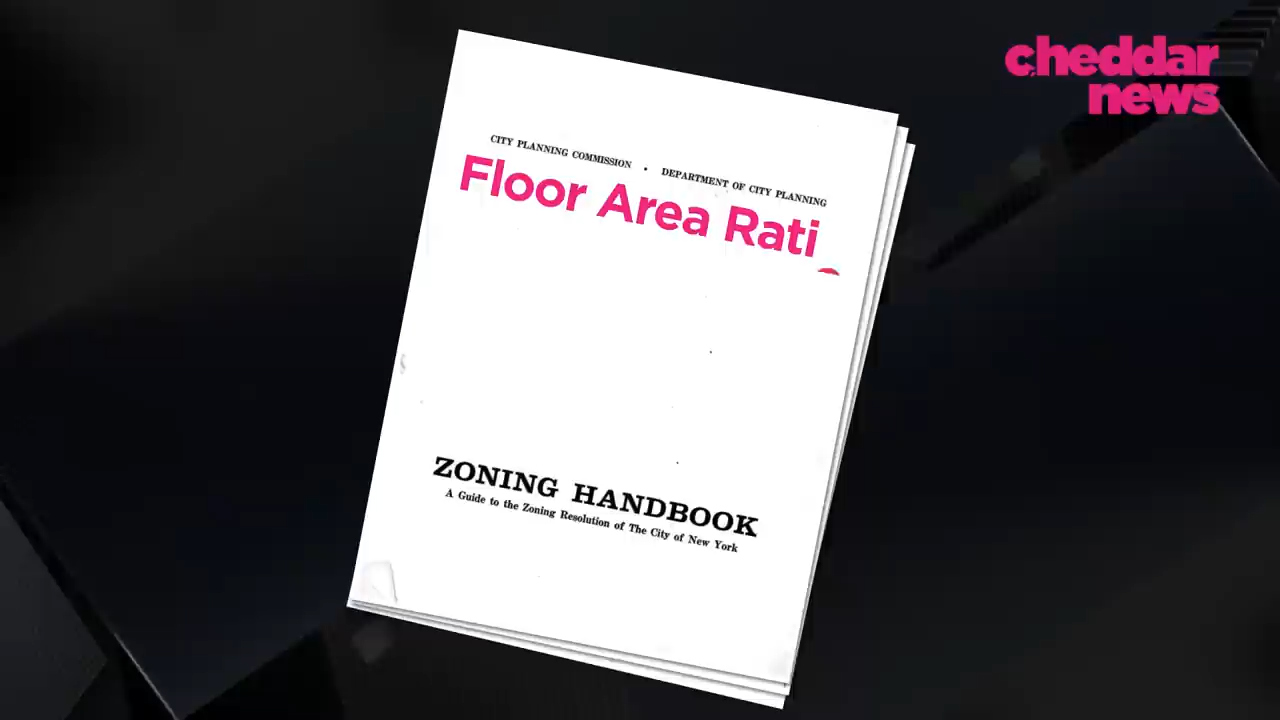 cheddar
news
CITY PLANNING COMMISSION • DEPARTMENT OF CITY PLANNING
Floor Area Rati
ZONING HANDBOOK
A Guide to the Zoning Resolution of The City of New York